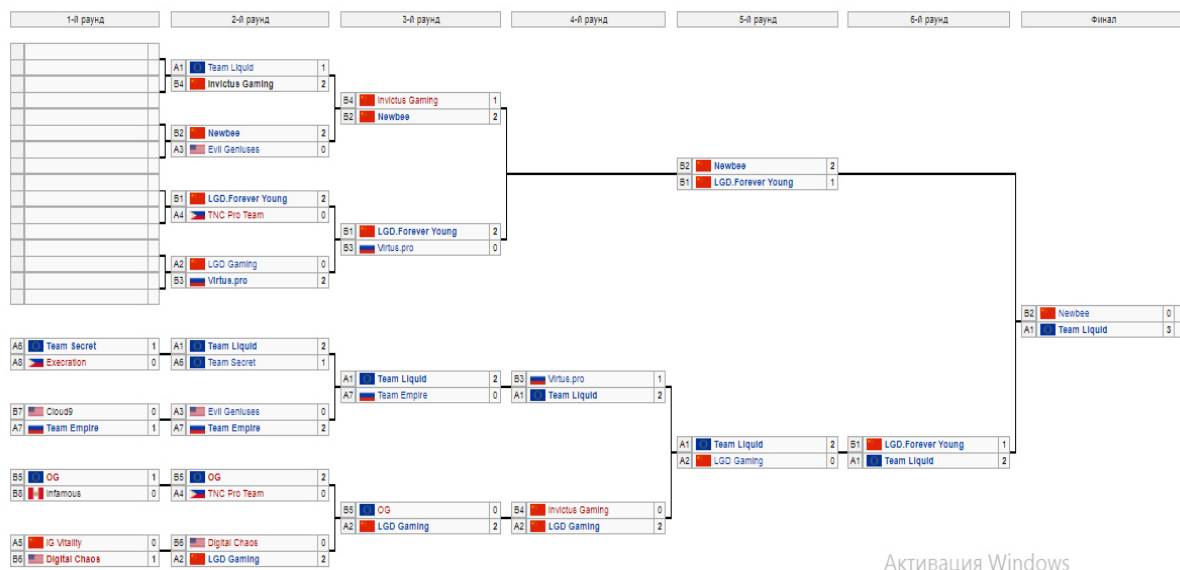 1-й раунд 2-й раунд 3-й раунд 4-й раунд 5-й раунд 6-й раунд Финал
A1 Team Liquid 1
B4 Invictus Gaming 2
B2 Newbee 2
A3 Evil Geniuses 0
B1 LGD.Forever Young 2
A4 TNC Pro Team 0
A2 LGD Gaming 0
B3 Virtus.pro 2
B4 Invictus Gaming 1
B2 Newbee 2
B1 LGD.Forever Young 2
B3 Virtus.pro 0
B2 Newbee 2
B1 LGD.Forever Young 1
B2 Newbee 0
A1 Team Liquid 3
A6 Team Secret 1
A8 Execration 0
B7 Cloud9 0
A7 Team Empire 1
B5 OG 1
B8 Infamous 0
A5 IG Vitality 0
B6 Digital Chaos 1
A1 Team Liquid 2
A6 Team Secret 1
A3 Evil Geniuses 0
A7 Team Empire 2
B5 OG 2
A4 TNC Pro Team 0
B6 Digital Chaos 0
A2 LGD Gaming 2
A1 Team Liquid 2
A7 Team Empire 0
B5 OG 0
A2 LGD Gaming 2
B3 Virtus.pro 1
A1 Team Liquid 2
B4 Invictus Gaming 0
A2 LGD Gaming 2
A1 Team Liquid 2
A2 LGD Gaming 0
B1 LGD.Forever Young 1
A1 Team Liquid 2
Активация Windows